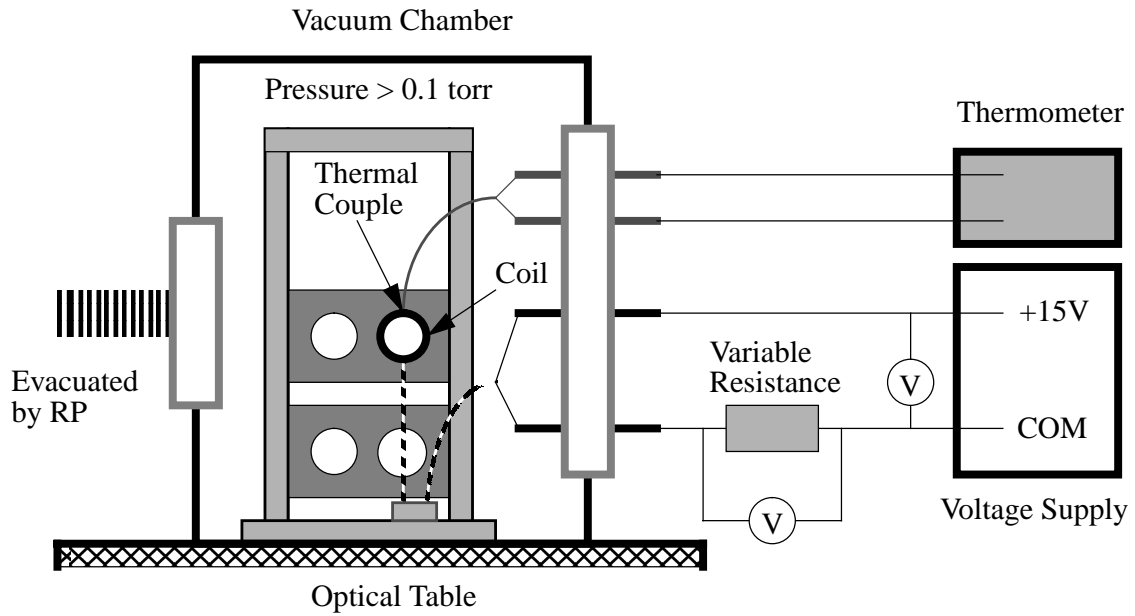 Vacuum Chamber
Pressure > 0.1 torr
Thermometer
Thermal
Couple
Coil
+15V
Variable
Resistance
V
Evacuated
by RP
COM
V
Voltage Supply
Optical Table